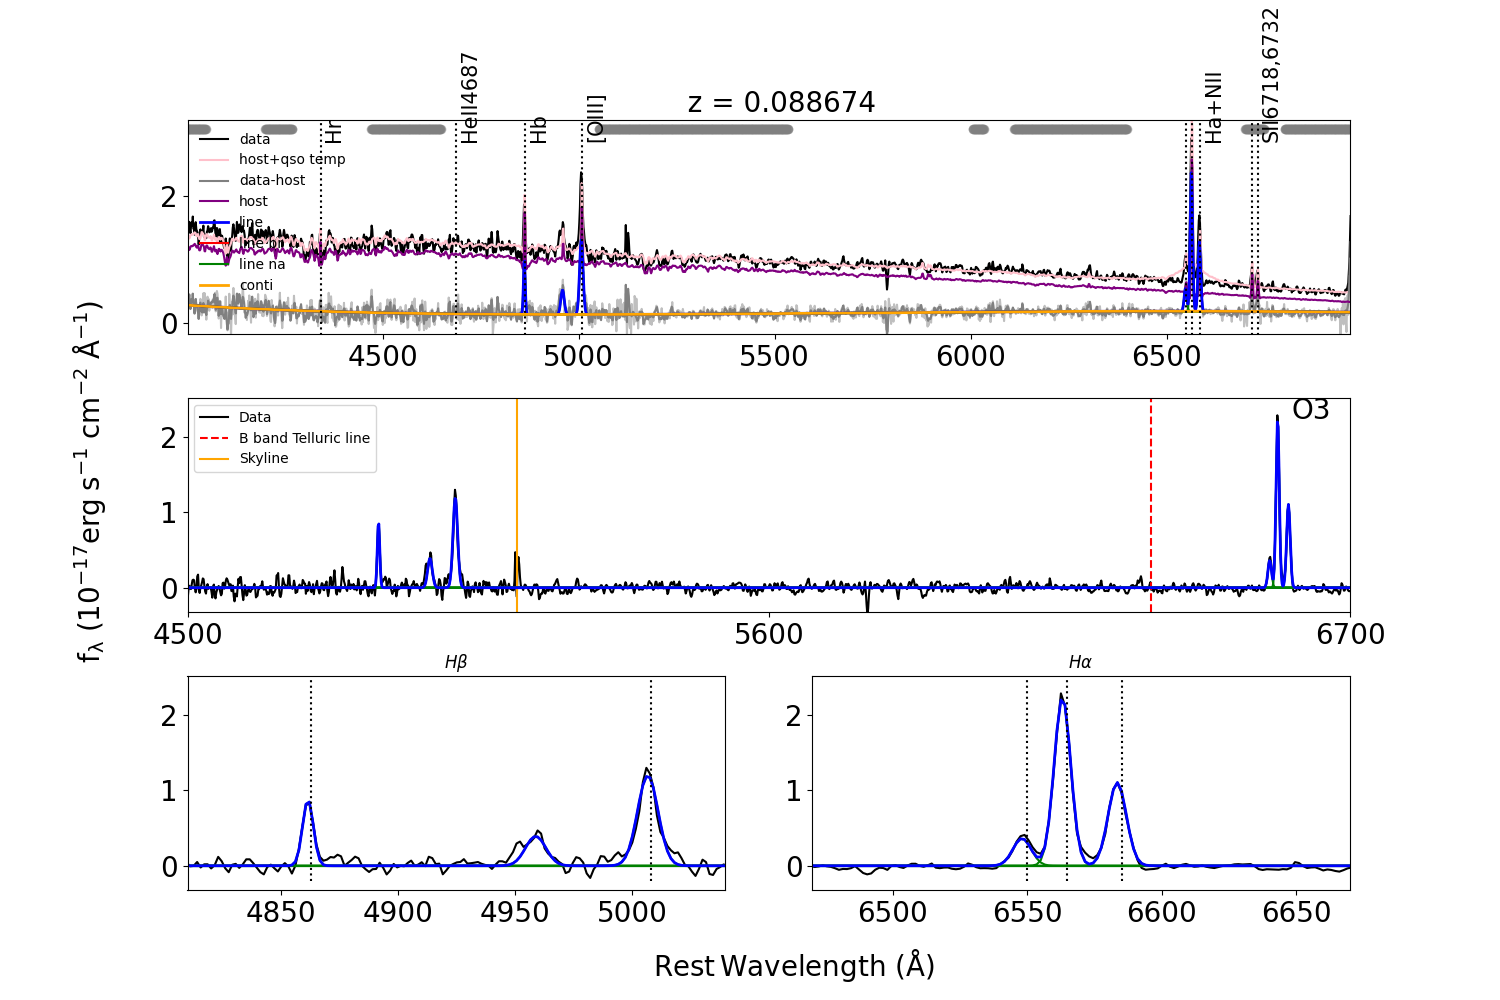 Hr
HeII4687
Hb
[OIII]
Ha+NII
SII6718,6732
z = 0.088674
data
host+qso temp
data-host
host
line
line br
line na
conti
2
0
4500
5000
5500
6000
6500
Data
B band Telluric line
Skyline
O3
2
1
0
4500
5600
6700
fλ (10−17erg s−1 cm−2 Å−1)
Hβ
2
1
0
4850
4900
4950
5000
Hα
2
1
0
6500
6550
6600
6650
Rest Wavelength (Å)